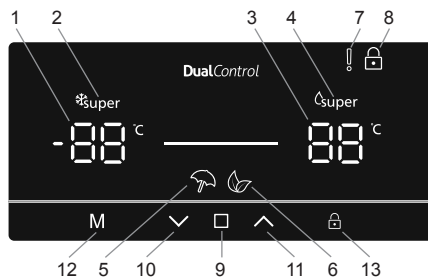 1 2 3 4 7 8
DualControl
super super
-88 °C 88 °C
M
12 5 10 9 11 6 13